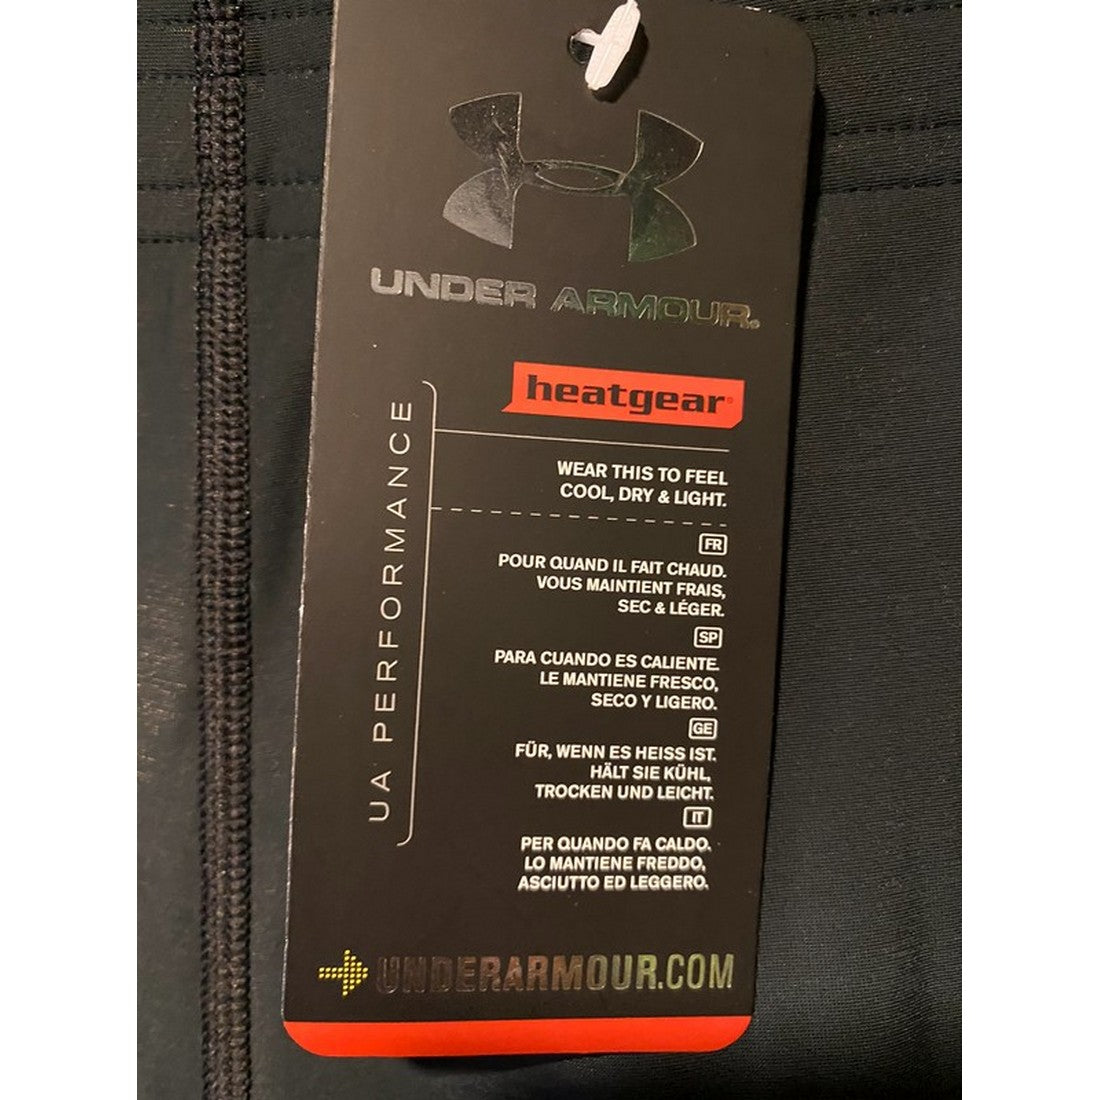 UNDER ARMOUR®
heatgear®
UA PERFORMANCE
WEAR THIS TO FEEL
COOL, DRY & LIGHT.
FR
POUR QUAND IL FAIT CHAUD.
VOUS MAINTIENT FRAIS,
SEC & LÉGER.
SP
PARA CUANDO ES CALIENTE.
LE MANTIENE FRESCO,
SECO Y LIGERO.
GE
FÜR, WENN ES HEISS IST.
HÄLT SIE KÜHL,
TROCKEN UND LEICHT.
IT
PER QUANDO FA CALDO.
LO MANTIENE FREDDO,
ASCIUTTO ED LEGGERO.
UNDERARMOUR.COM